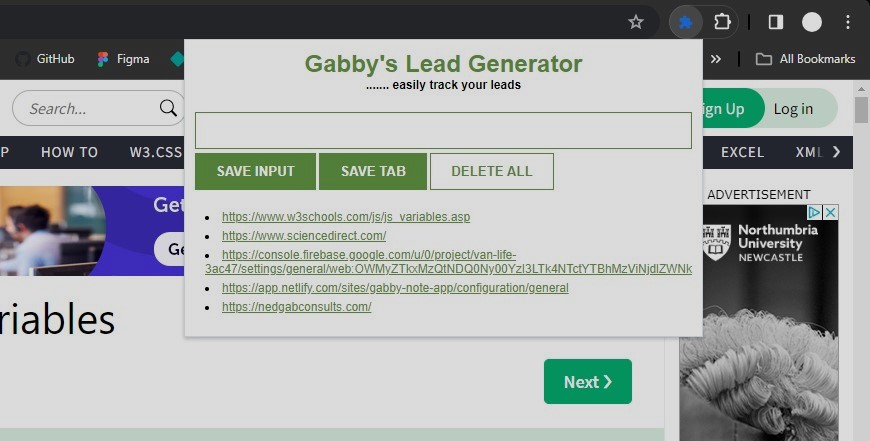 GitHub
Figma
»
All Bookmarks
Gabby's Lead Generator
....... easily track your leads
Search...
gn Up
Log in
SAVE INPUT
SAVE TAB
DELETE ALL
P
HOW TO
W3.CSS
EXCEL
XML
https://www.w3schools.com/js/js_variables.asp
https://www.sciencedirect.com/
https://console.firebase.google.com/u/0/project/van-life-
3ac47/settings/general/web:OWMyZTkxMzQtNDQ0Ny00YzI3LTk4NTctYTBhMzViNjdlZWNk
https://app.netlify.com/sites/gabby-note-app/configuration/general
https://nedgabconsults.com/
Get
Ge
ADVERTISEMENT
Northumbria
University
NEWCASTLE
riables
Next ❯